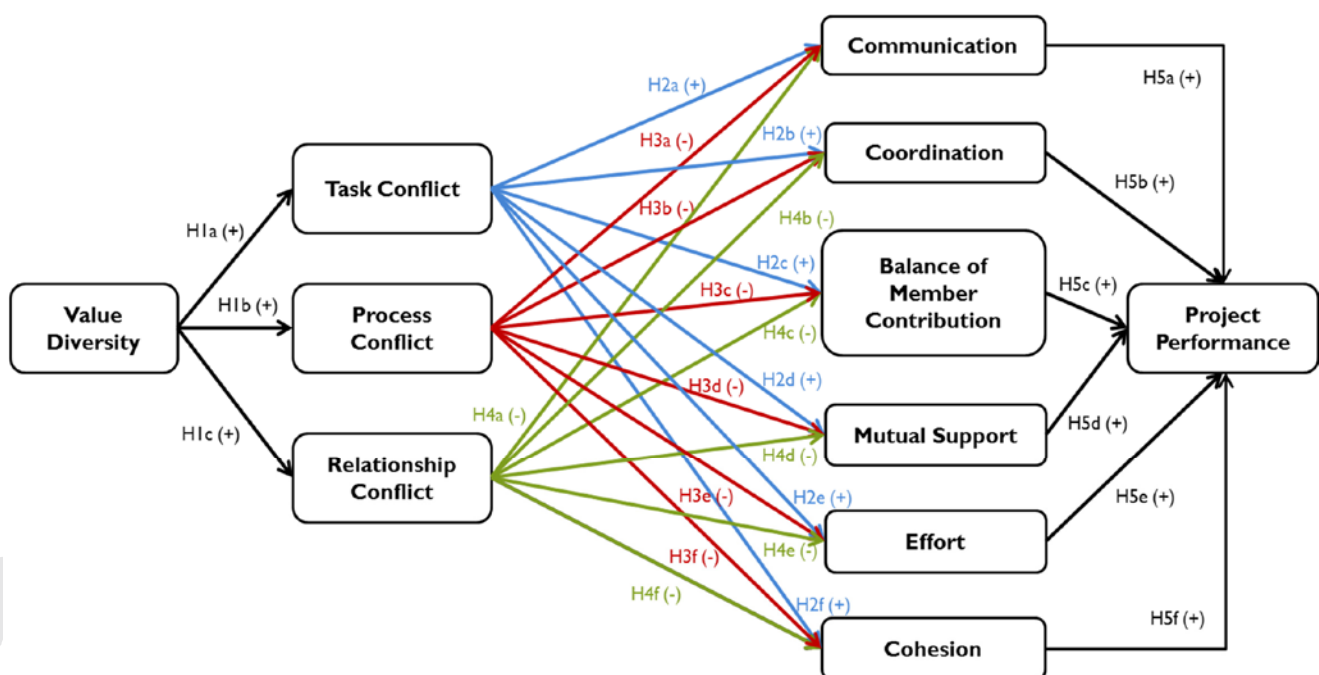 Value
Diversity
H1a (+)
H1b (+)
H1c (+)
Task Conflict
Process
Conflict
Relationship
Conflict
H2a (+)
H3a (-)
H2b (+)
H3b (-)
H4b (-)
H2c (+)
H3c (-)
H4c (-)
H2d (+)
H3d (-)
H4a (-)
H4d (-)
H3e (-)
H2e (+)
H4e (-)
H3f (-)
H4f (-)
H2f (+)
Communication
Coordination
Balance of
Member
Contribution
Mutual Support
Effort
Cohesion
H5a (+)
H5b (+)
H5c (+)
H5d (+)
H5e (+)
H5f (+)
Project
Performance